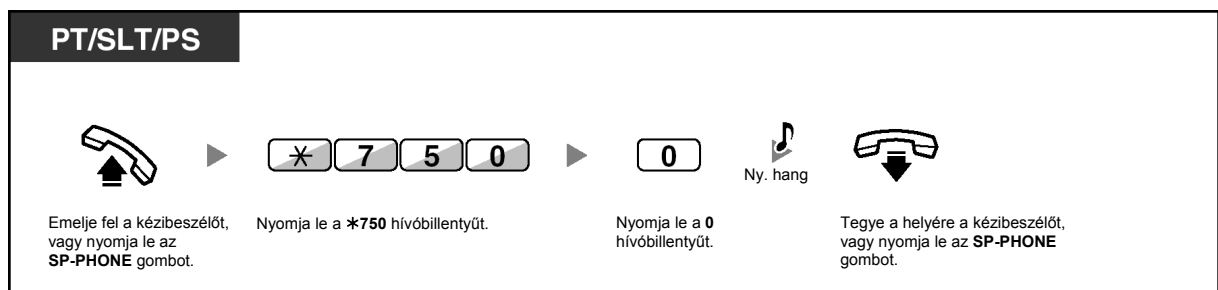 PT/SLT/PS
* 7 5 0
0
Ny. hang
Emelje fel a kézibeszélőt,
vagy nyomja le az
SP-PHONE gombot.
Nyomja le a *750 hívóbillentyűt.
Nyomja le a 0
hívóbillentyűt.
Tegye a helyére a kézibeszélőt,
vagy nyomja le az SP-PHONE
gombot.